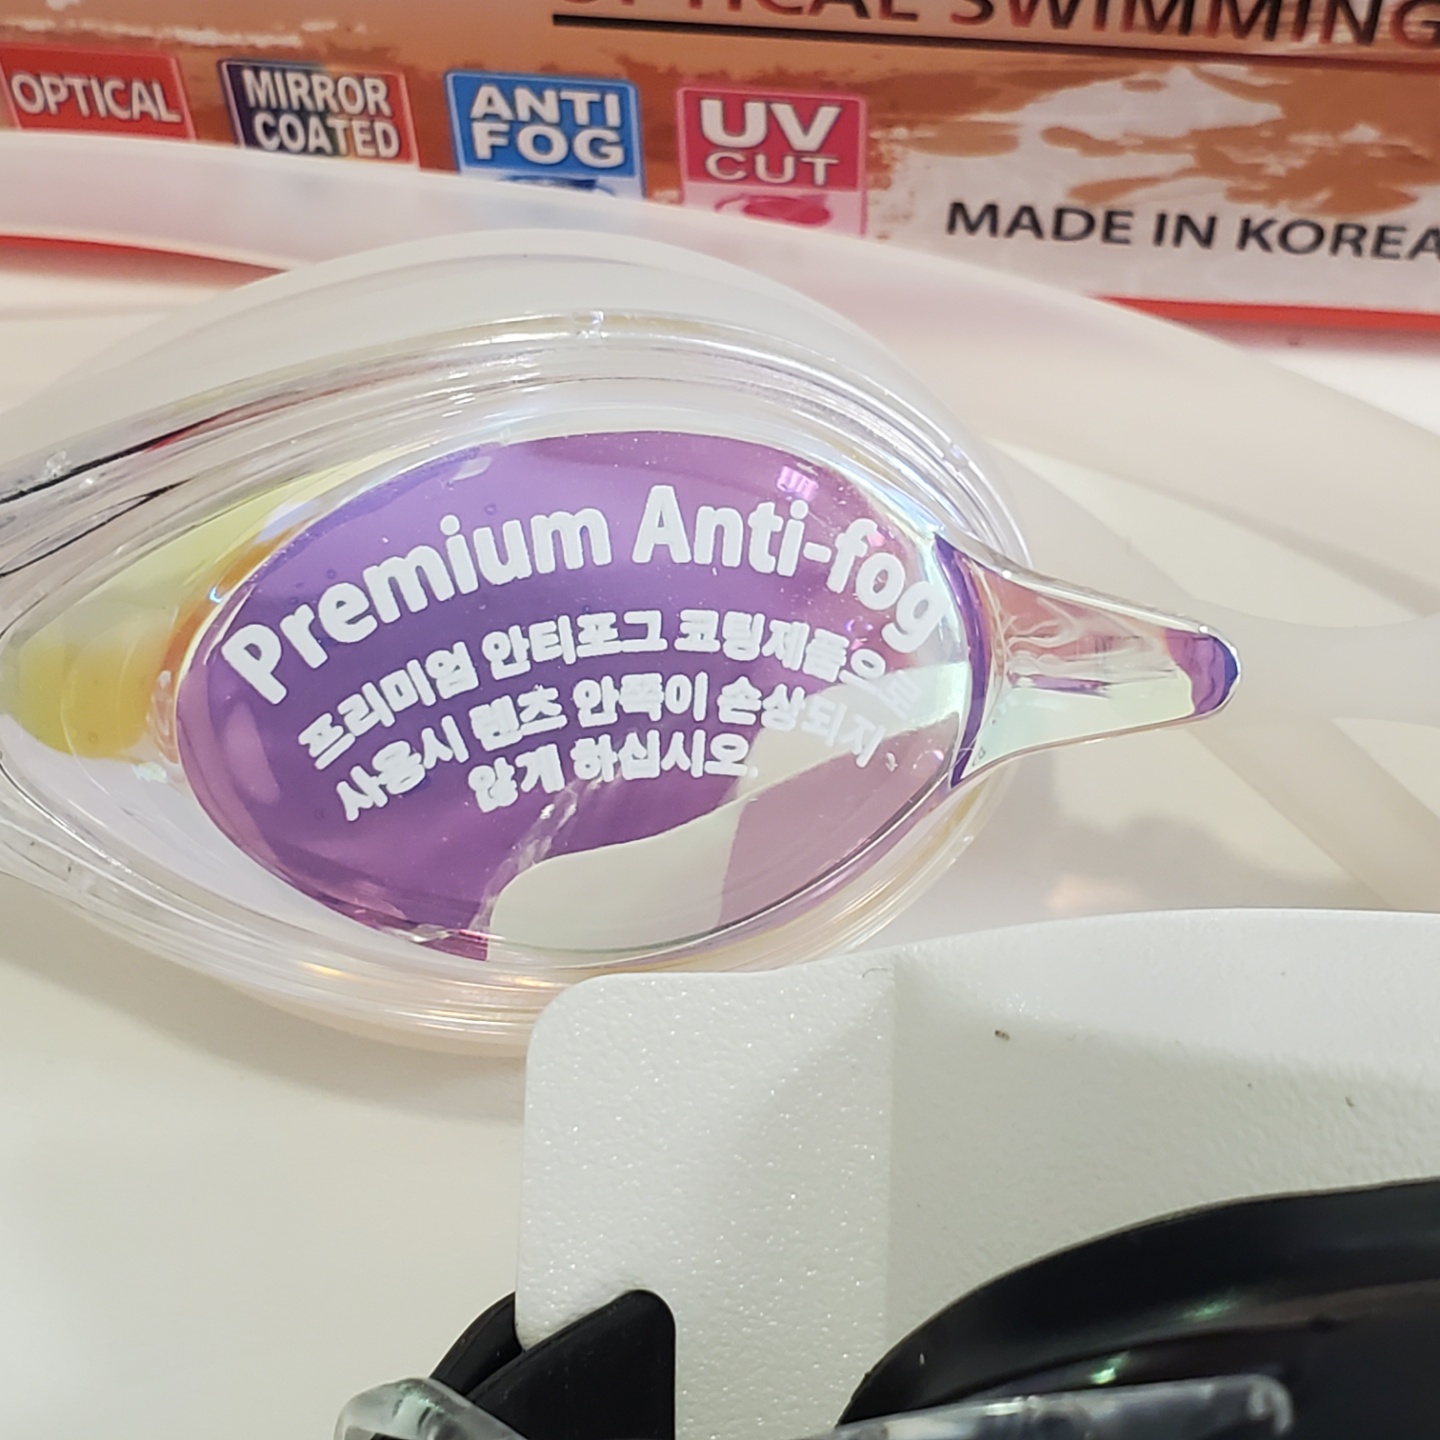 OPTICAL SWIMMING
OPTICAL
MIRROR
COATED
ANTI
FOG
UV
CUT
MADE IN KOREA
Premium Anti-fog
프리미엄 안티포그 코팅제품으로
사용시 렌즈 안쪽이 손상되지
않게 하십시오.